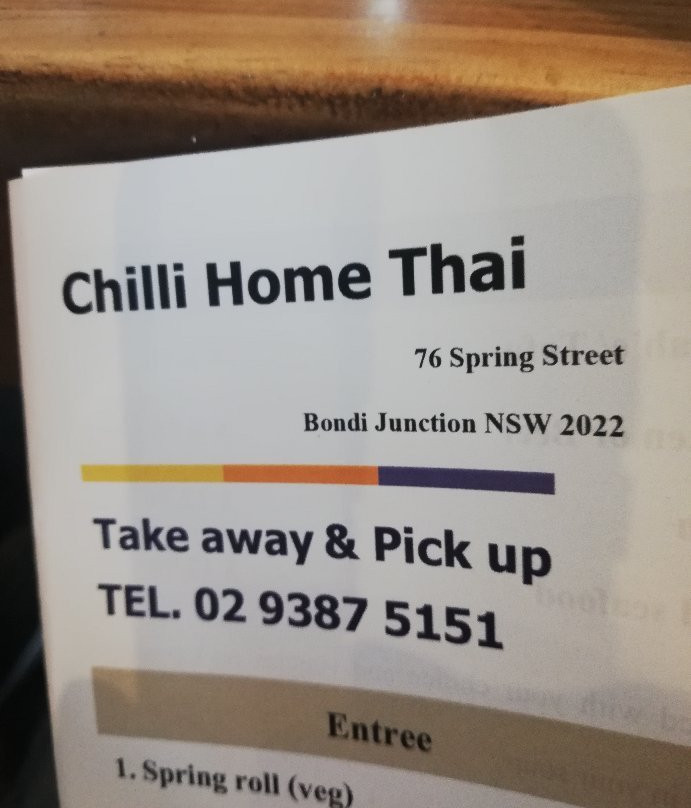 Chilli Home Thai
76 Spring Street
Bondi Junction NSW 2022
Take away & Pick up
TEL. 02 9387 5151
Entree
1. Spring roll (veg)